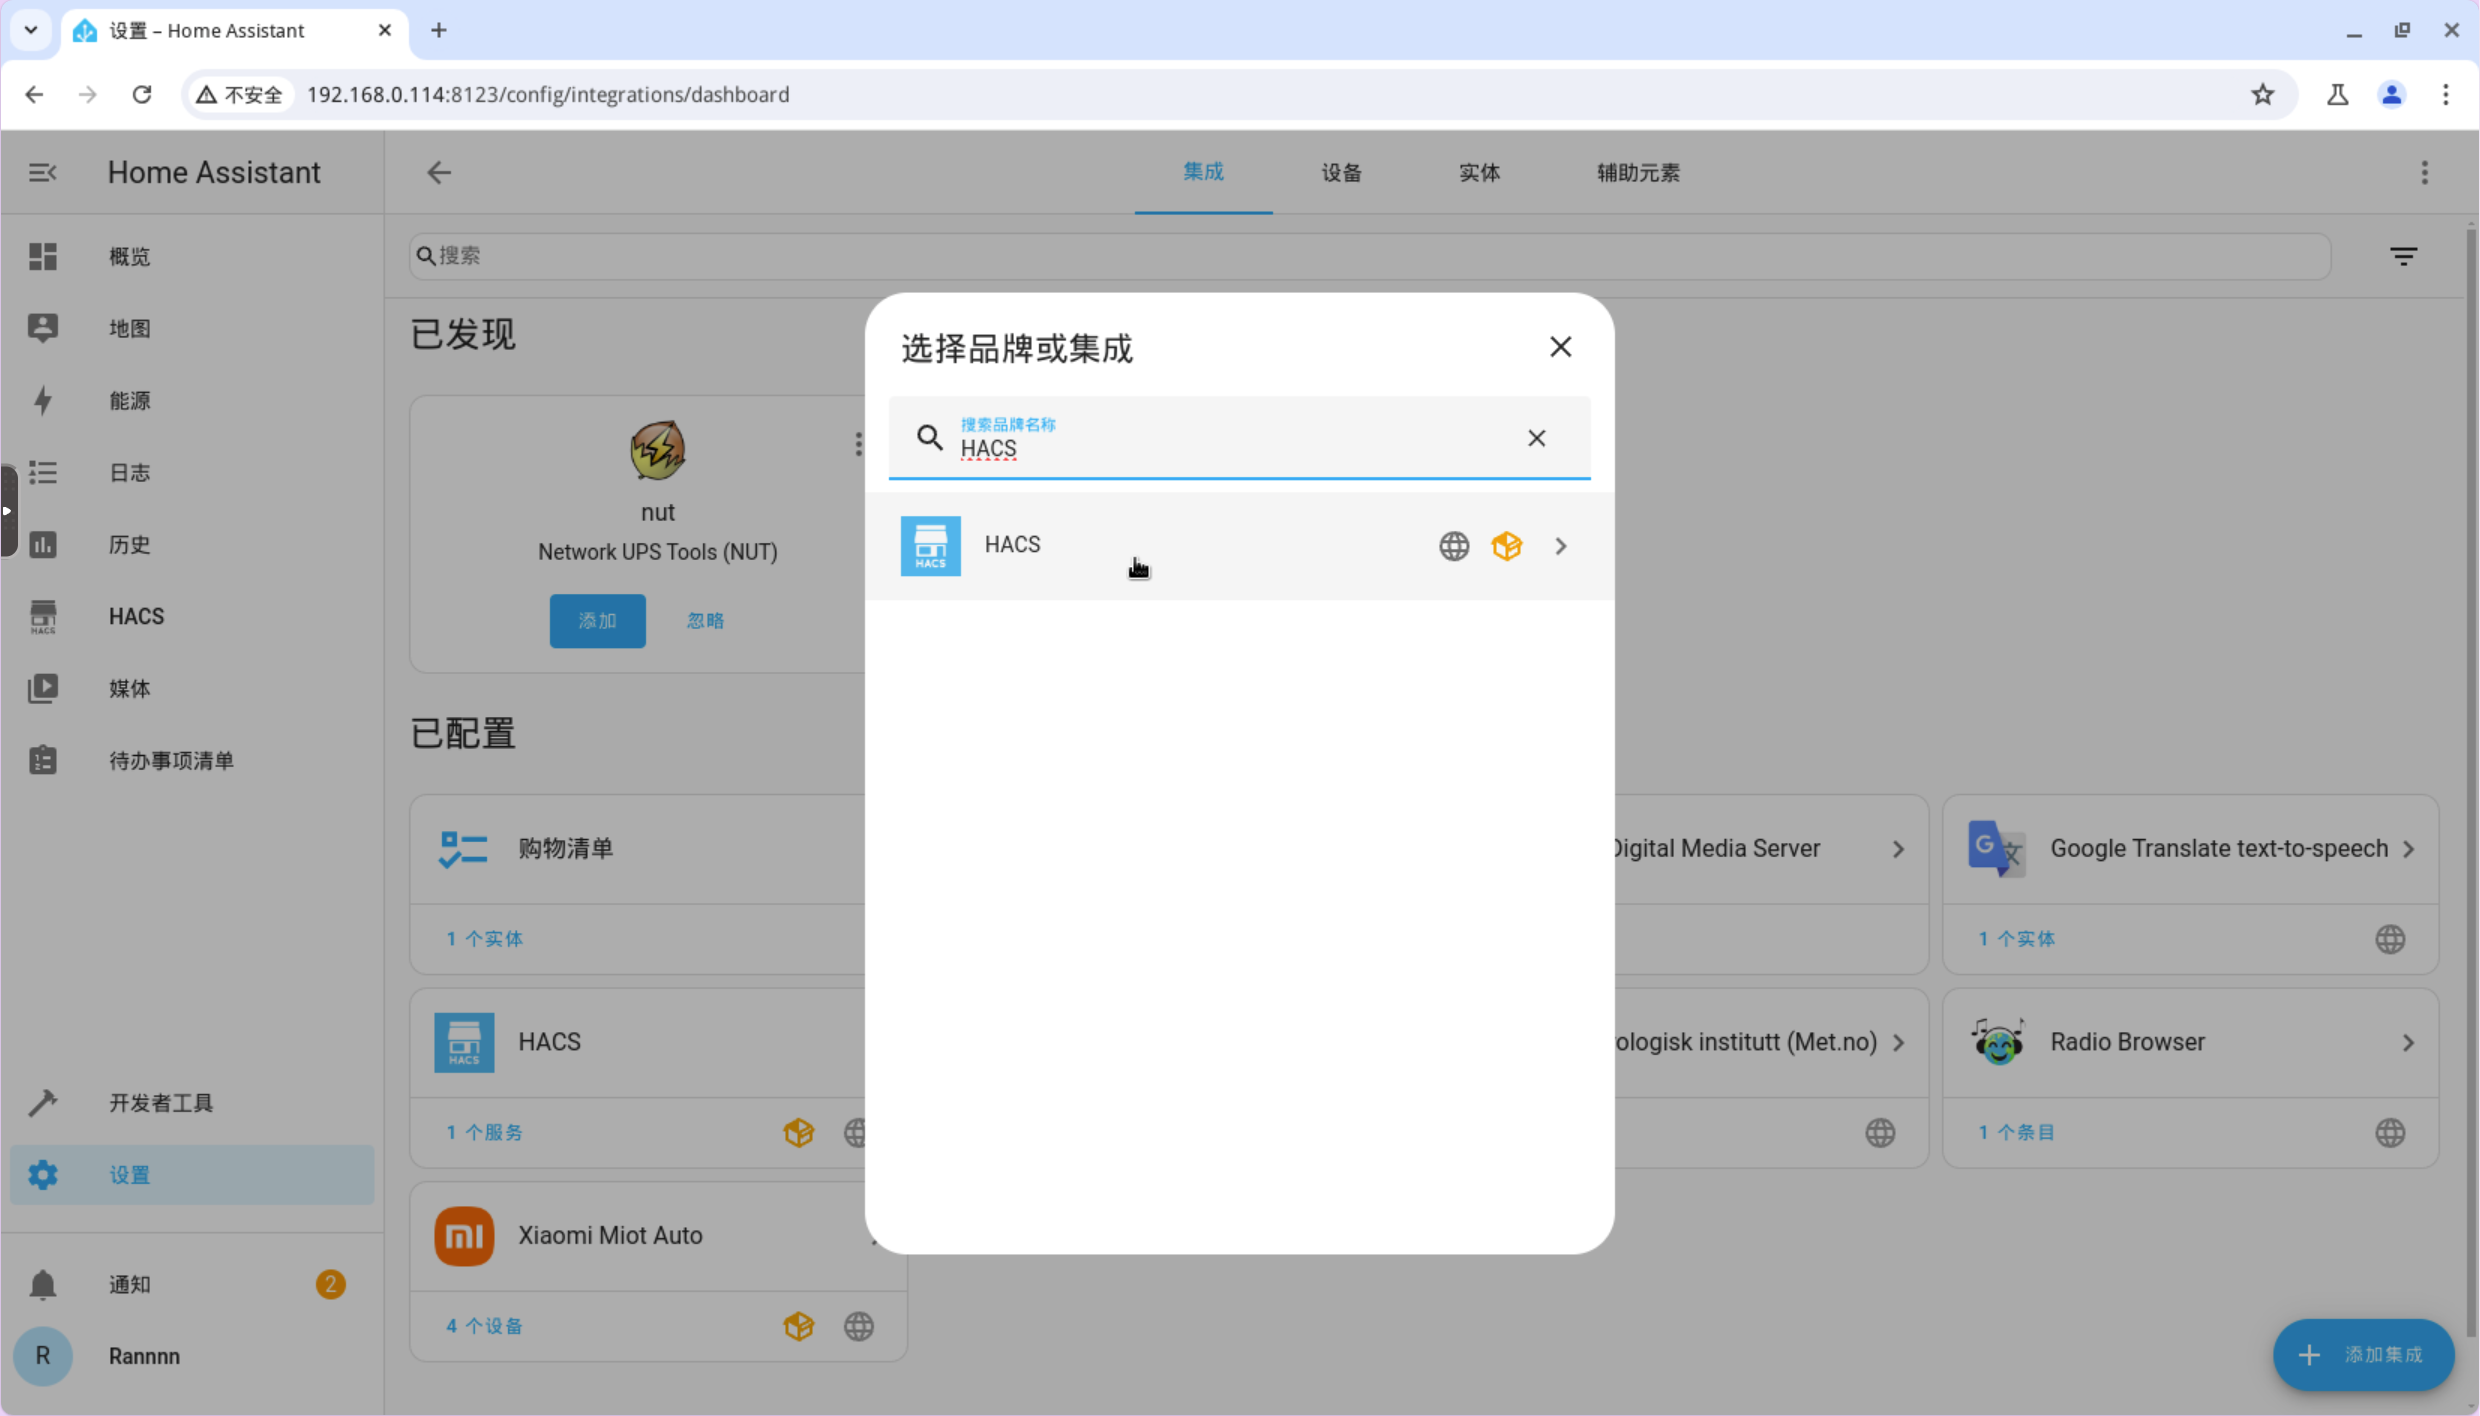 设置 – Home Assistant
不安全 192.168.0.114:8123/config/integrations/dashboard
Home Assistant
集成 设备 实体 辅助元素
概览
地图
能源
日志
历史
HACS
HACS
媒体
待办事项清单
开发者工具
设置
通知 2
R Rannnn
搜索
已发现
nut
Network UPS Tools (NUT)
添加 忽略
已配置
购物清单
1 个实体
Digital Media Server
Google Translate text-to-speech
1 个实体
HACS
HACS
1 个服务
ologisk institutt (Met.no)
Radio Browser
1 个条目
Xiaomi Miot Auto
4 个设备
添加集成
选择品牌或集成
搜索品牌名称
HACS
HACS
HACS